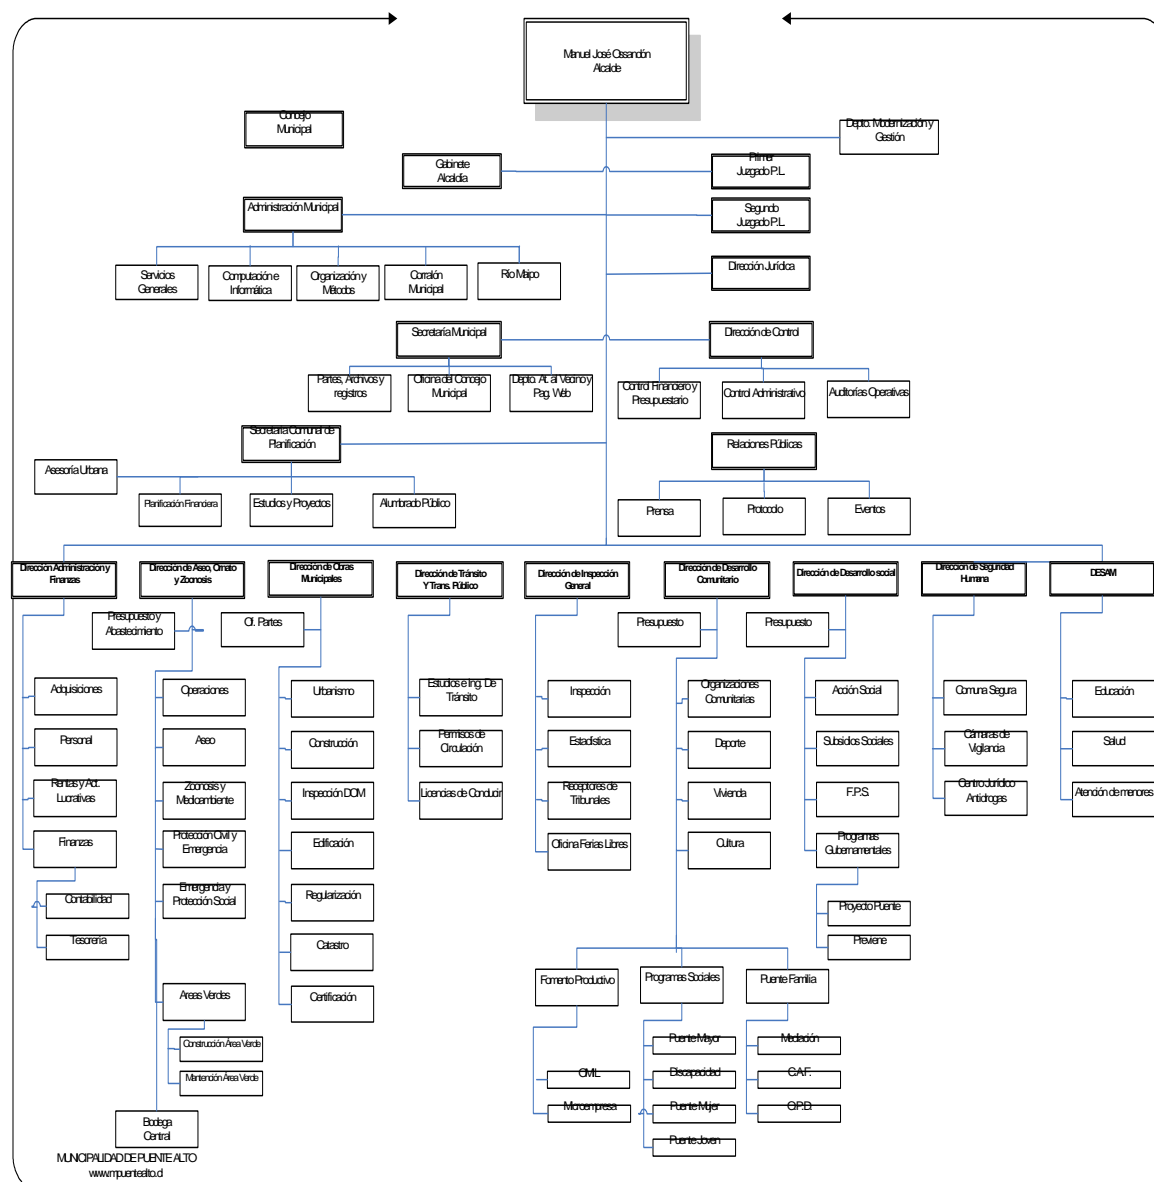 Manuel José Ossandón
Alcalde
Concejo
Municipal
Depto. Modernización y
Gestión
Gabinete
Alcaldía
Primer
Juzgado P.L.
Administración Municipal
Segundo
Juzgado P.L.
Servicios
Generales
Computación e
Informática
Organización y
Métodos
Corralón
Municipal
Río Maipo
Dirección Jurídica
Secretaría Municipal
Dirección de Control
Partes, Archivos y
registros
Oficina del Concejo
Municipal
Depto. At. al Vecino y
Pag. Web
Control Financiero y
Presupuestario
Control Administrativo
Auditorías Operativas
Secretaría Comunal de
Planificación
Relaciones Públicas
Asesoría Urbana
Planificación Financiera
Estudios y Proyectos
Alumbrado Público
Prensa
Protocolo
Eventos
Dirección Administración y
Finanzas
Dirección de Aseo, Ornato
y Zoonosis
Dirección de Obras
Municipales
Dirección de Tránsito
Y Trans. Público
Dirección de Inspección
General
Dirección de Desarrollo
Comunitario
Dirección de Desarrollo social
Dirección de Seguridad
Humana
DESAM
Presupuesto y
Abastecimiento
Of. Partes
Presupuesto
Presupuesto
Adquisiciones
Personal
Rentas y Act.
Lucrativas
Finanzas
Contabilidad
Tesorería
Operaciones
Aseo
Zoonosis y
Medioambiente
Protección Civil y
Emergencia
Emergencia y
Protección Social
Areas Verdes
Construcción Área Verde
Mantención Área Verde
Bodega
Central
Urbanismo
Construcción
Inspección DOM
Edificación
Regularización
Catastro
Certificación
Estudios e Ing. De
Tránsito
Permisos de
Circulación
Licencias de Conducir
Inspección
Estadística
Receptores de
Tribunales
Oficina Ferias Libres
Organizaciones
Comunitarias
Deporte
Vivienda
Cultura
Fomento Productivo
OMIL
Microempresa
Programas Sociales
Puente Mayor
Discapacidad
Puente Mujer
Puente Joven
Puente Familia
Mediación
C.A.F.
O.P.D.
Acción Social
Subsidios Sociales
F.P.S.
Programas
Gubernamentales
Proyecto Puente
Previene
Comuna Segura
Cámaras de
Vigilancia
Centro Jurídico
Antidrogas
Educación
Salud
Atención de menores
MUNICIPALIDAD DE PUENTE ALTO
www.mpuentealto.cl